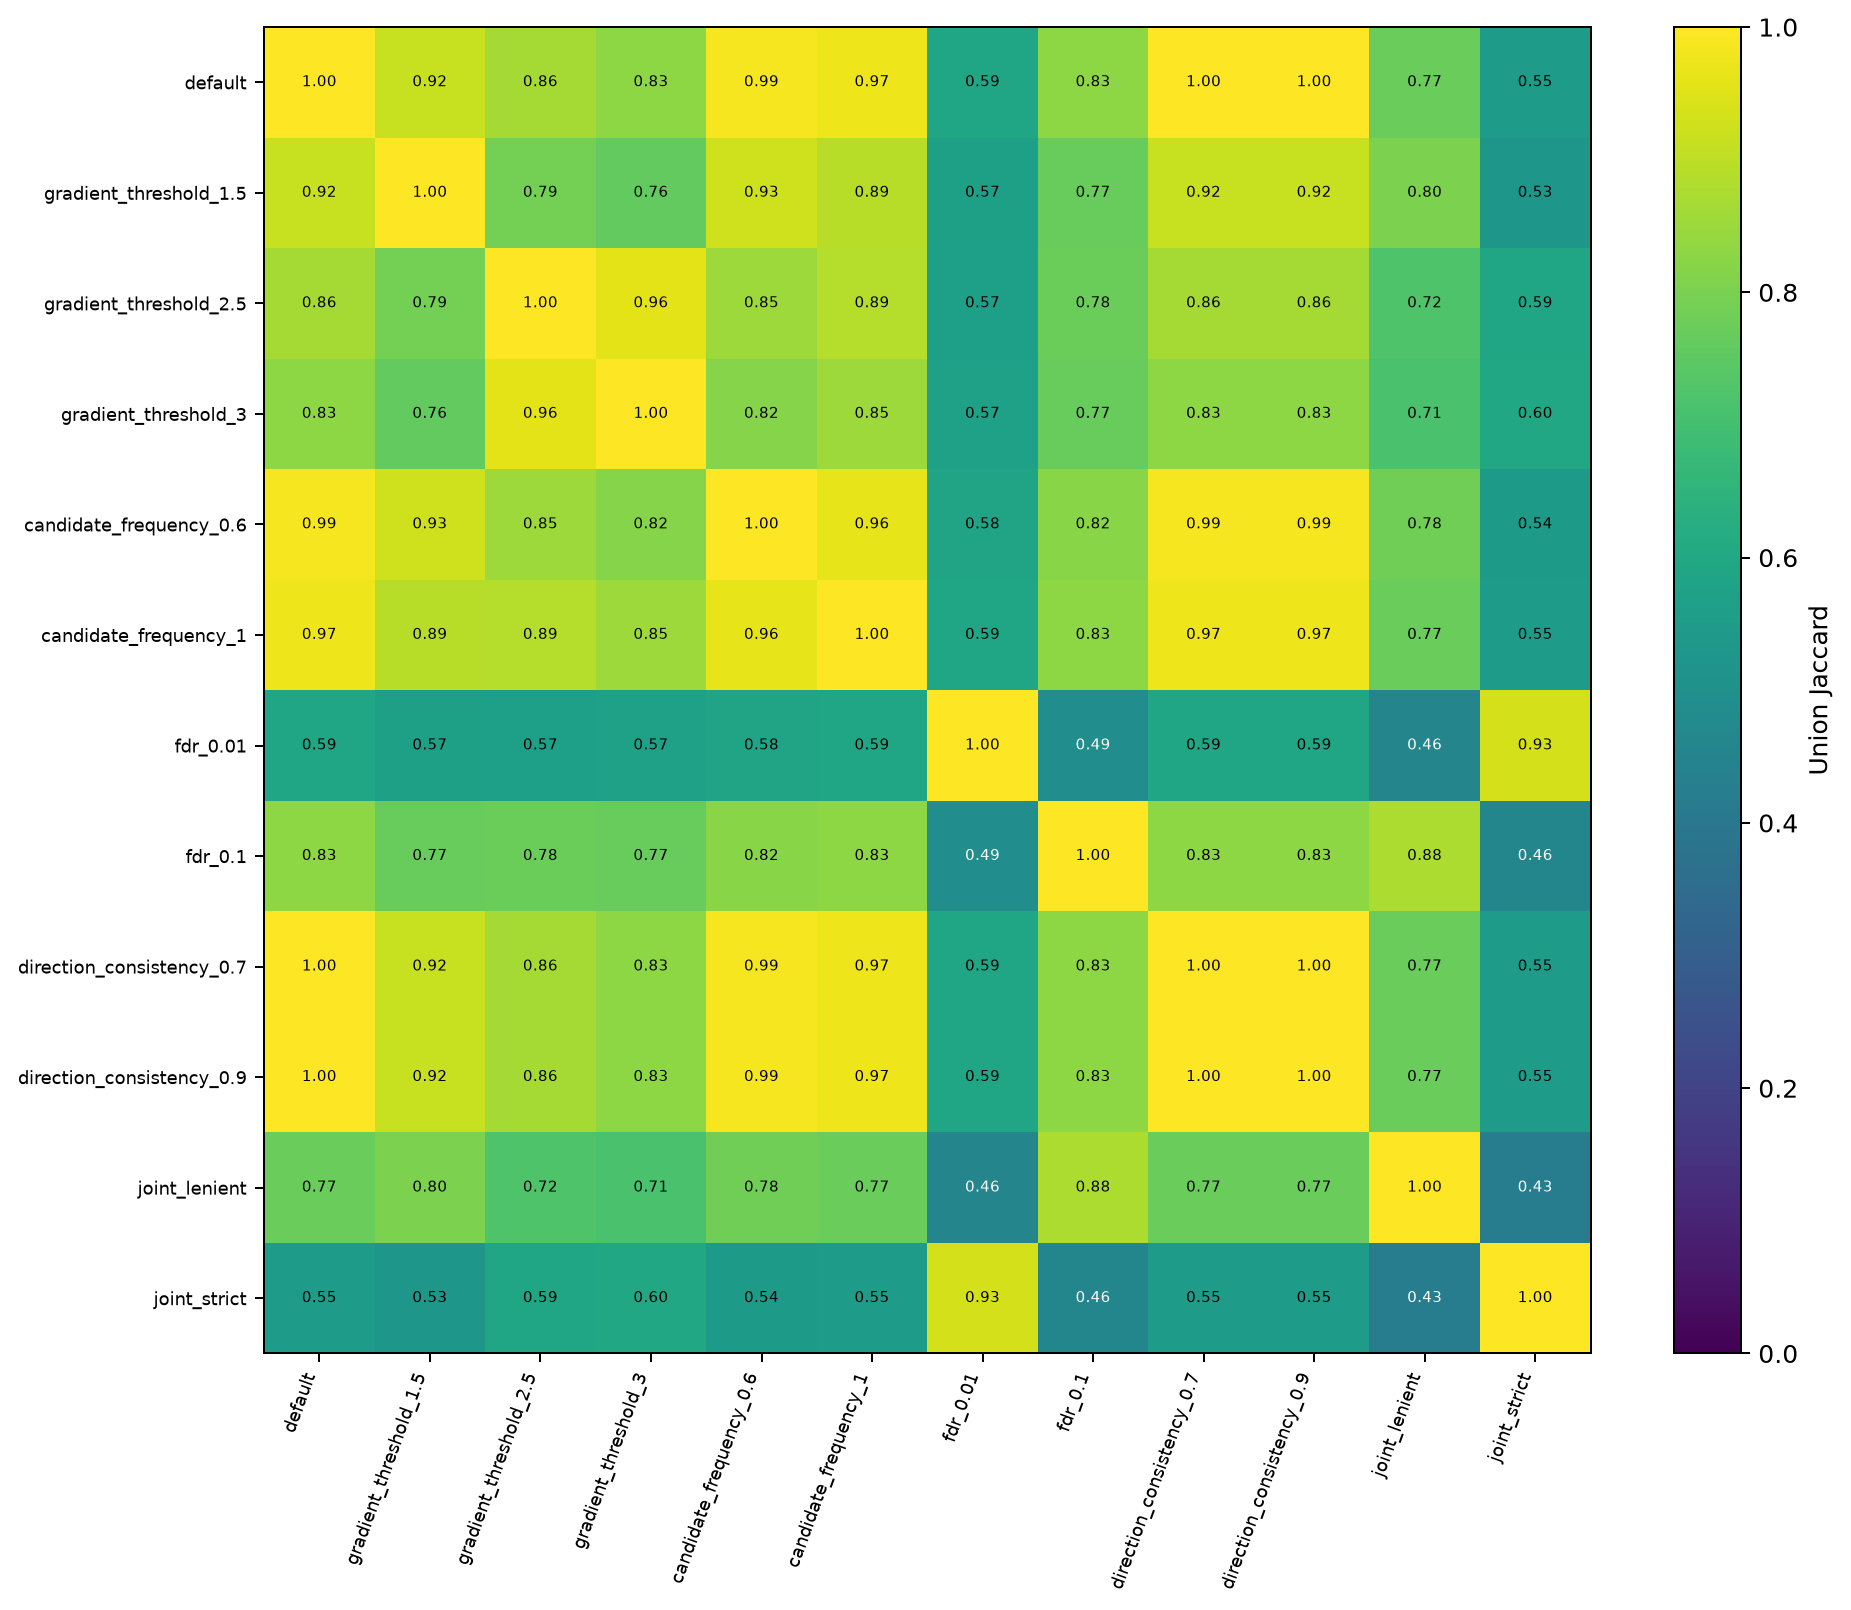 default 1.00 0.92 0.86 0.83 0.99 0.97 0.59 0.83 1.00 1.00 0.77 0.55
gradient_threshold_1.5 0.92 1.00 0.79 0.76 0.93 0.89 0.57 0.77 0.92 0.92 0.80 0.53
gradient_threshold_2.5 0.86 0.79 1.00 0.96 0.85 0.89 0.57 0.78 0.86 0.86 0.72 0.59
gradient_threshold_3 0.83 0.76 0.96 1.00 0.82 0.85 0.57 0.77 0.83 0.83 0.71 0.60
candidate_frequency_0.6 0.99 0.93 0.85 0.82 1.00 0.96 0.58 0.82 0.99 0.99 0.78 0.54
candidate_frequency_1 0.97 0.89 0.89 0.85 0.96 1.00 0.59 0.83 0.97 0.97 0.77 0.55
fdr_0.01 0.59 0.57 0.57 0.57 0.58 0.59 1.00 0.49 0.59 0.59 0.46 0.93
fdr_0.1 0.83 0.77 0.78 0.77 0.82 0.83 0.49 1.00 0.83 0.83 0.88 0.46
direction_consistency_0.7 1.00 0.92 0.86 0.83 0.99 0.97 0.59 0.83 1.00 1.00 0.77 0.55
direction_consistency_0.9 1.00 0.92 0.86 0.83 0.99 0.97 0.59 0.83 1.00 1.00 0.77 0.55
joint_lenient 0.77 0.80 0.72 0.71 0.78 0.77 0.46 0.88 0.77 0.77 1.00 0.43
joint_strict 0.55 0.53 0.59 0.60 0.54 0.55 0.93 0.46 0.55 0.55 0.43 1.00
default
gradient_threshold_1.5
gradient_threshold_2.5
gradient_threshold_3
candidate_frequency_0.6
candidate_frequency_1
fdr_0.01
fdr_0.1
direction_consistency_0.7
direction_consistency_0.9
joint_lenient
joint_strict
1.0
0.8
0.6
0.4
0.2
0.0
Union Jaccard